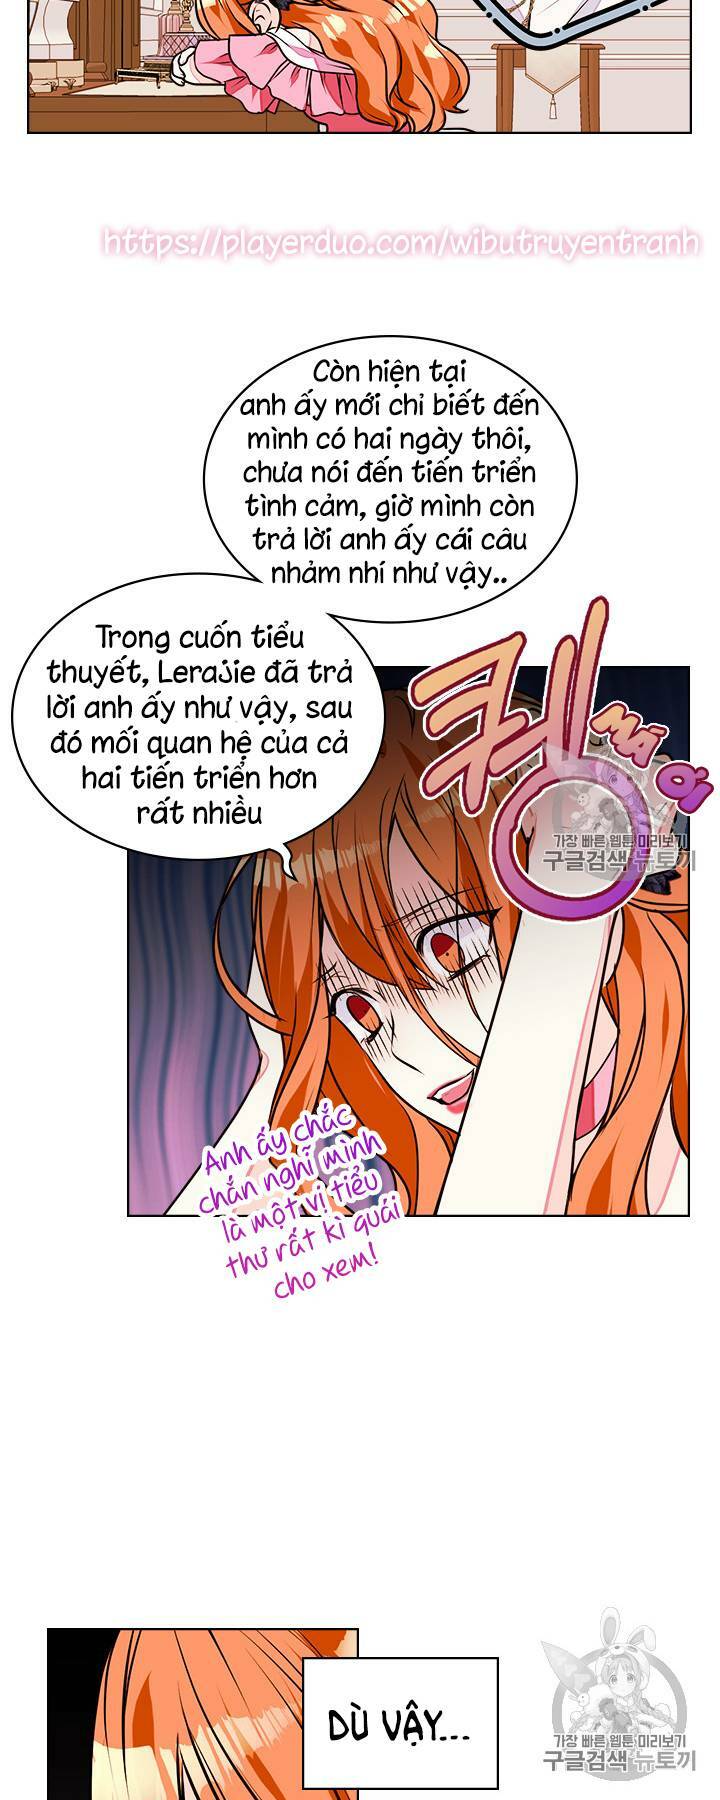 https://playerduo.com/wibutruyentranh
Còn hiện tại
anh ấy mới chỉ biết đến
mình có hai ngày thôi,
chưa nói đến tiến triển
tình cảm, giờ mình còn
trả lời anh ấy cái câu
nhảm nhí như vậy..
Trong cuốn tiểu
thuyết, Lerajie đã trả
lời anh ấy như vậy, sau
đó mối quan hệ của cả
hai tiến triển hơn
rất nhiều
킹
MÁ ƠI
가장 빠른 웹툰 미리보기
구글검색 뉴토끼
Anh ấy chắc
chắn nghĩ mình
là một vị tiểu
thư rất kì quái
cho xem!
DÙ VẬY...
가장 빠른 웹툰 미리보기
구글검색 뉴토끼